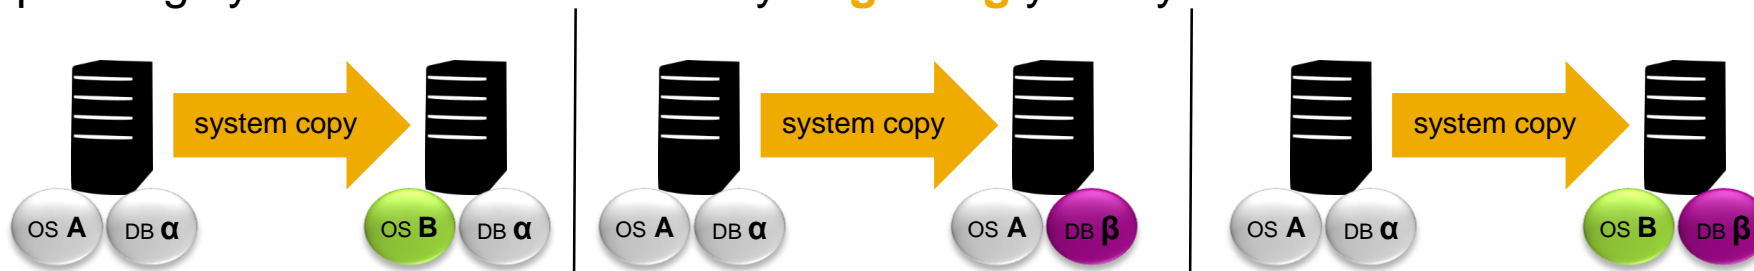 system copy
OS A DB α
OS B DB α
system copy
OS A DB α
OS A DB β
system copy
OS A DB α
OS B DB β